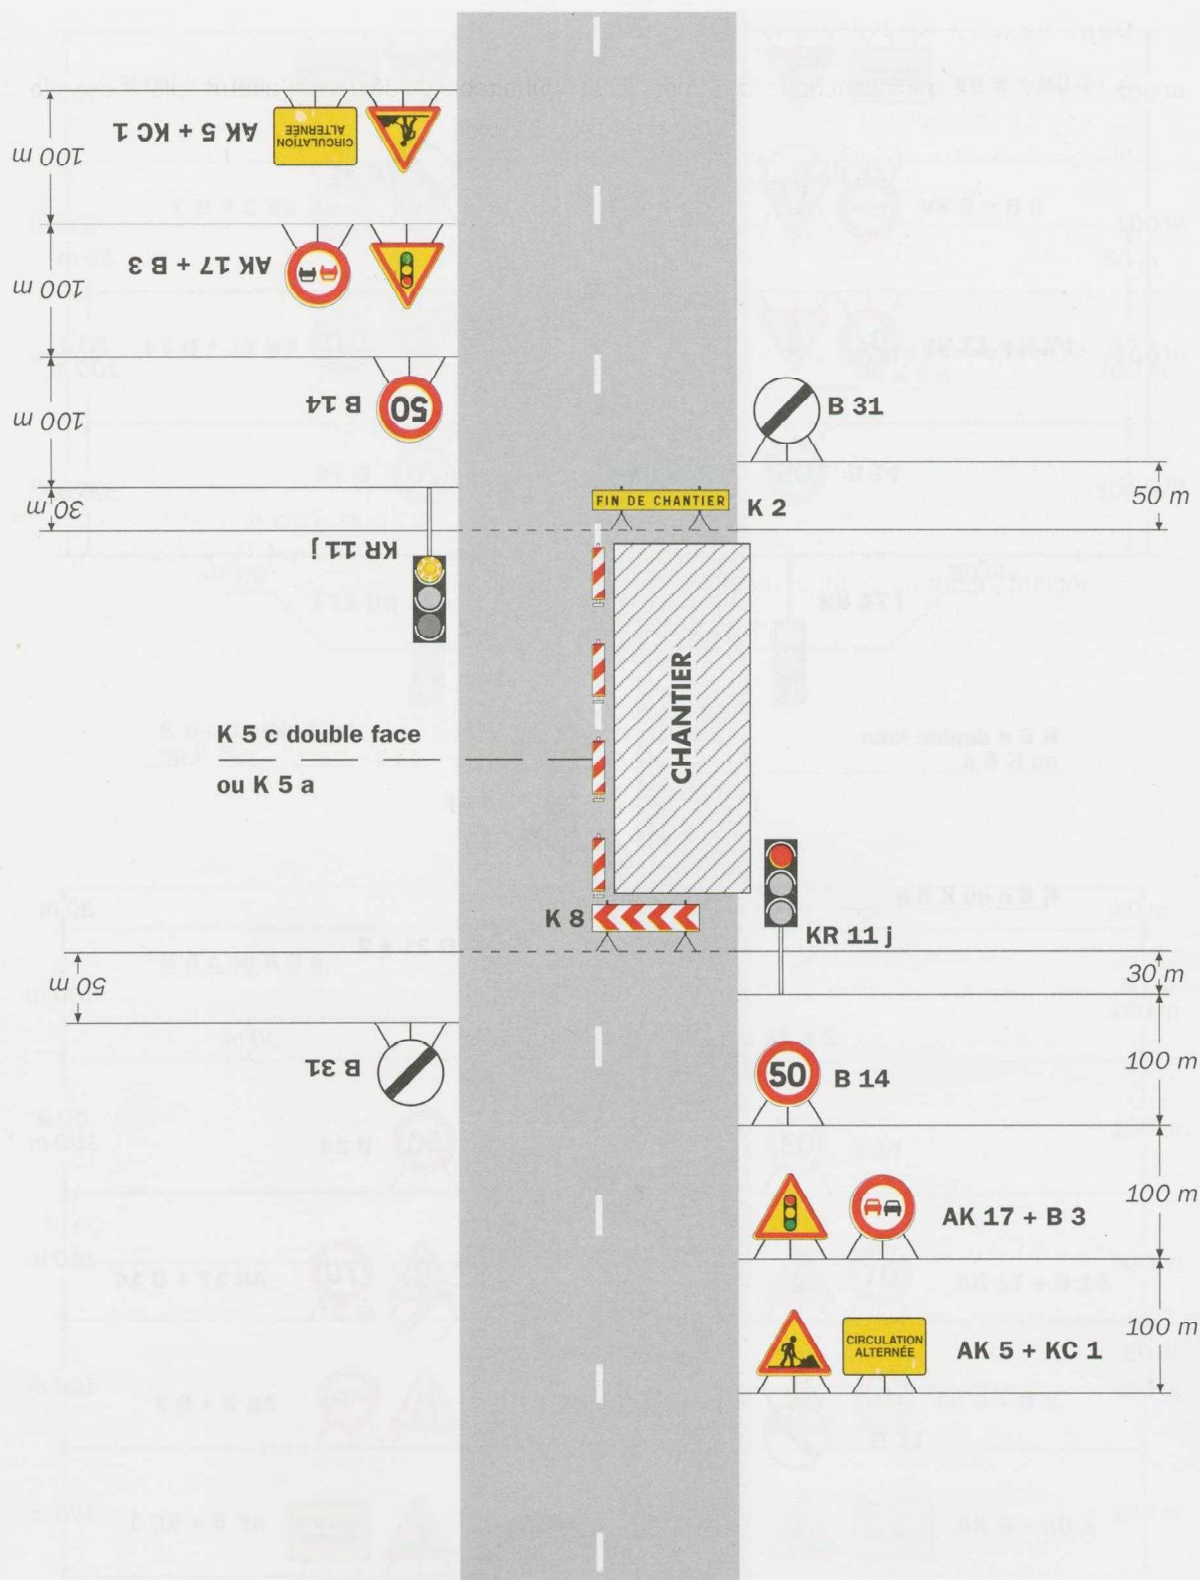 AK 5 + KC 1
CIRCULATION
ALTERNÉE
100 m
AK 17 + B 3
100 m
B 14
50
100 m
B 31
50 m
30 m
FIN DE CHANTIER
K 2
KR 11 j
CHANTIER
K 5 c double face
ou K 5 a
K 8
KR 11 j
30 m
50 m
B 31
50
B 14
100 m
AK 17 + B 3
100 m
CIRCULATION
ALTERNÉE
AK 5 + KC 1
100 m